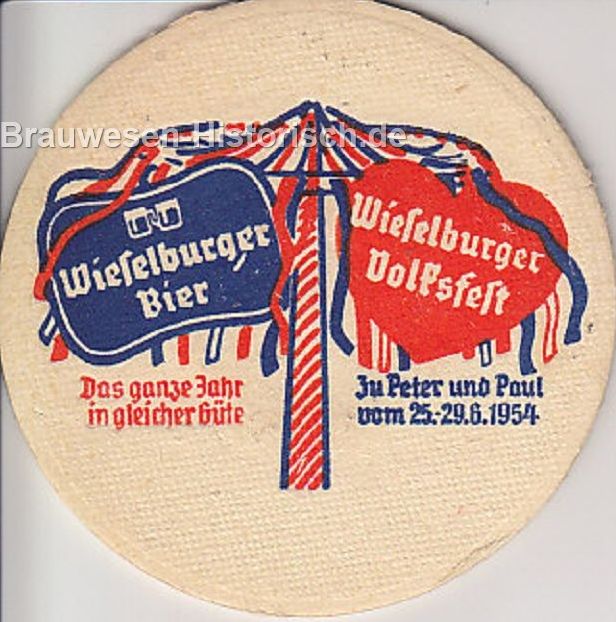 Brauwesen-Historisch.de
Wieselburger
Bier
Wieselburger
Volksfest
Das ganze Jahr
in gleicher Güte
Zu Peter und Paul
vom 25.-29.6.1954